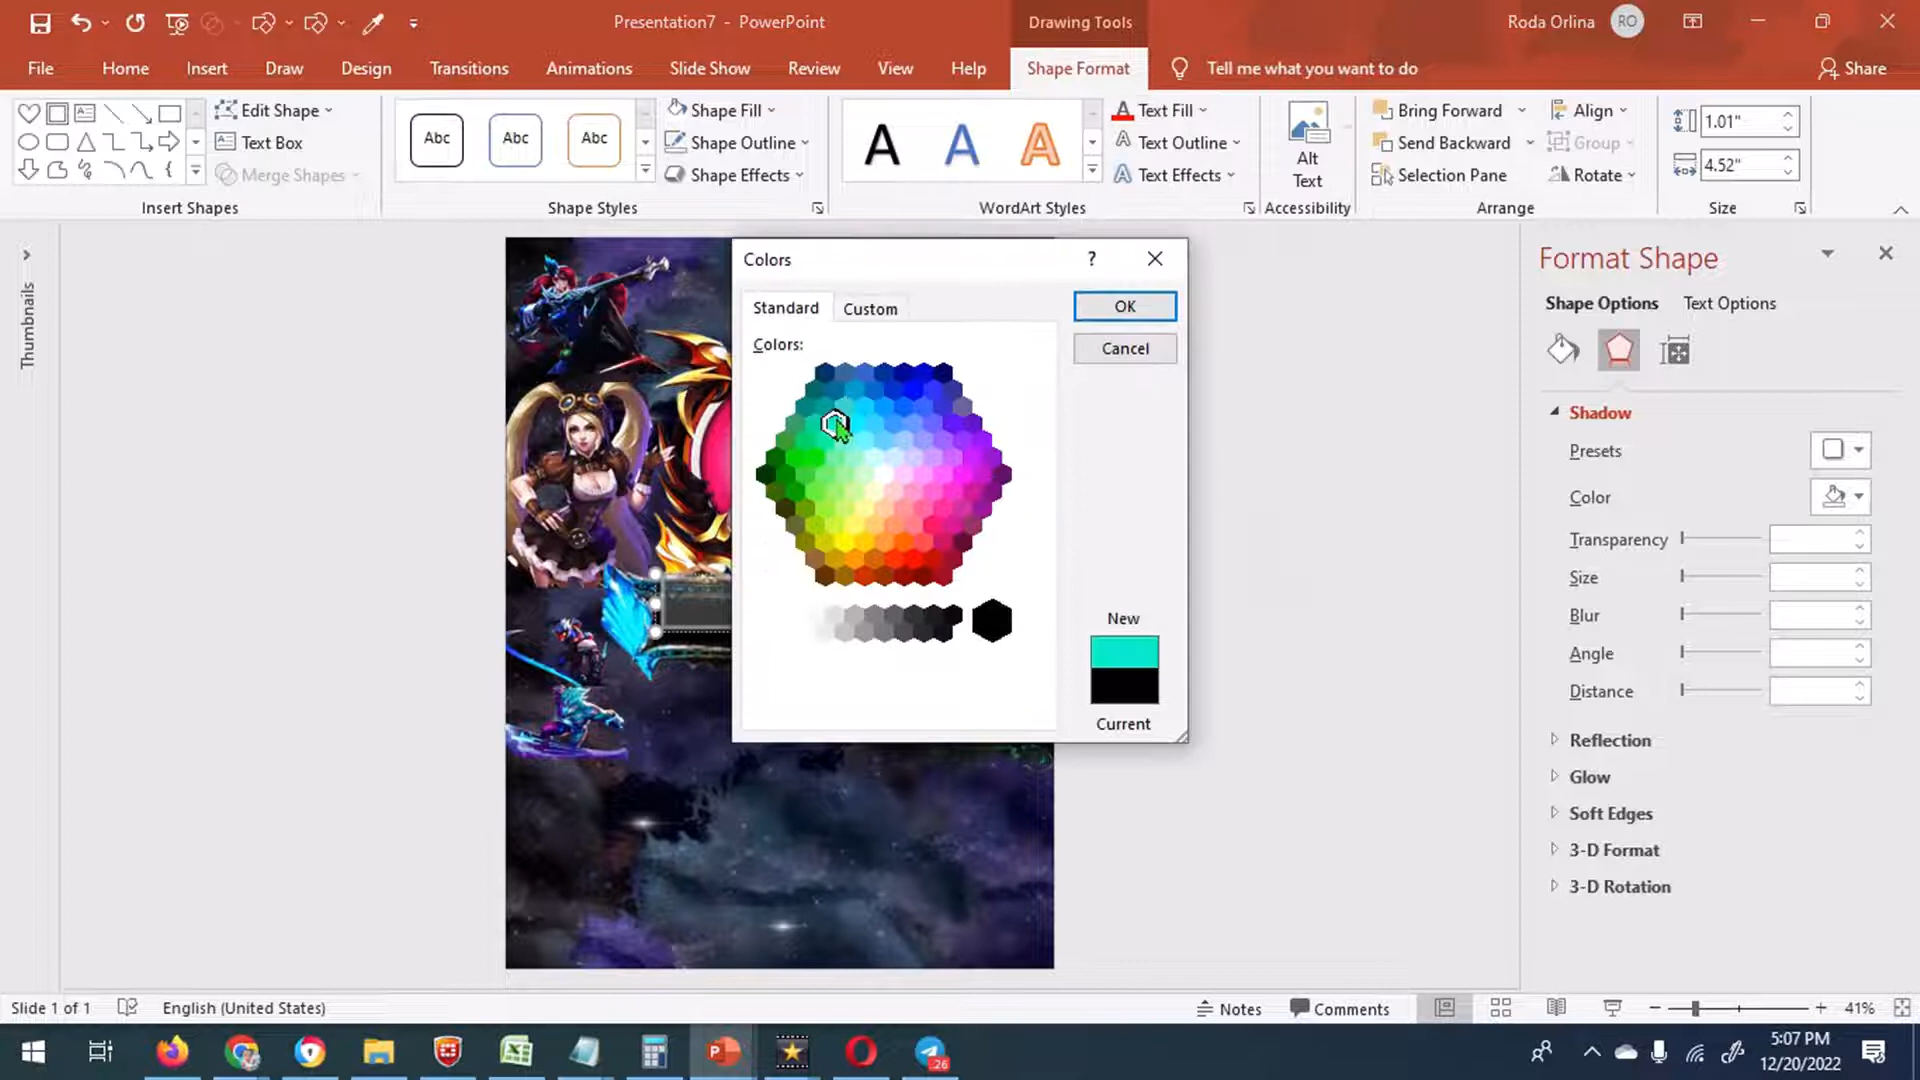 Presentation7 - PowerPoint
Drawing Tools
Roda Orlina RO
File Home Insert Draw Design Transitions Animations Slide Show Review View Help Shape Format Tell me what you want to do Share
Edit Shape
Text Box
Merge Shapes
Insert Shapes
Abc Abc Abc
Shape Fill
Shape Outline
Shape Effects
Shape Styles
A A A
Text Fill
Text Outline
Text Effects
WordArt Styles
Alt
Text
Accessibility
Bring Forward
Send Backward
Selection Pane
Align
Group
Rotate
Arrange
1.01"
4.52"
Size
Thumbnails
Colors
?
Standard Custom
OK
Cancel
Colors:
New
Current
Format Shape
Shape Options Text Options
Shadow
Presets
Color
Transparency
Size
Blur
Angle
Distance
Reflection
Glow
Soft Edges
3-D Format
3-D Rotation
Slide 1 of 1 English (United States) Notes Comments 41%
26
5:07 PM
12/20/2022